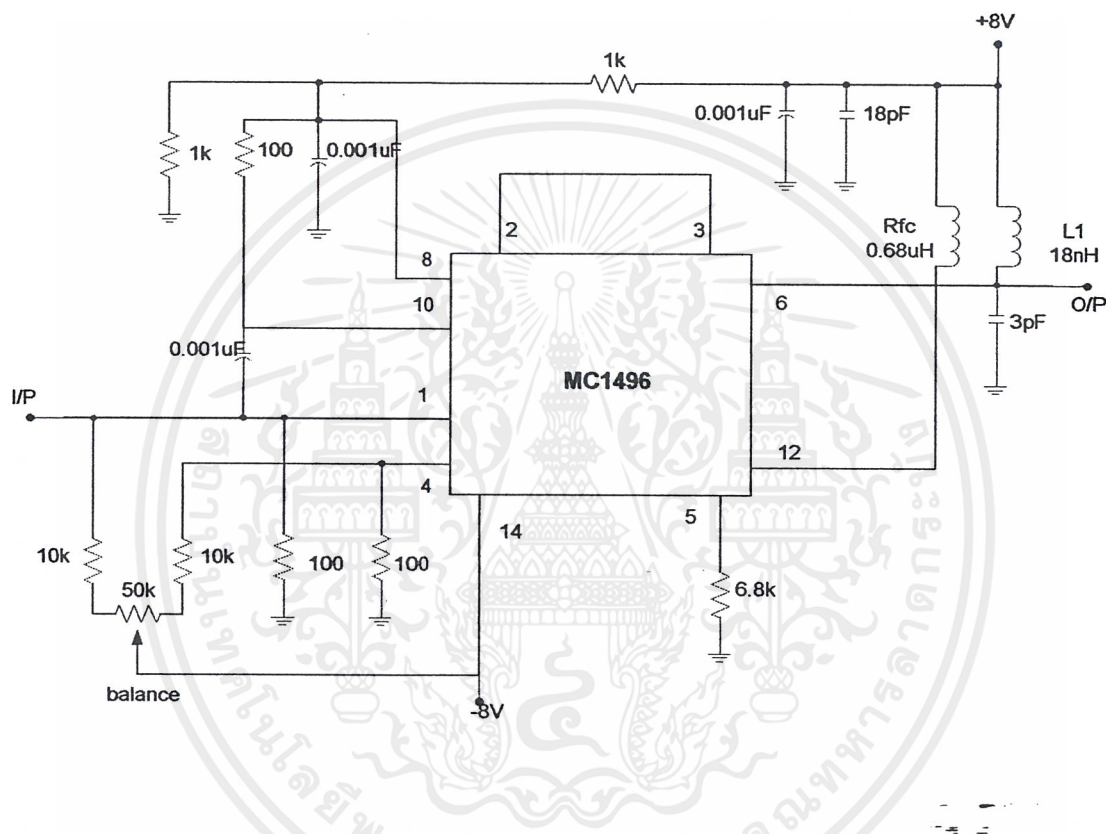 +8V
1k
0.001uF
18pF
1k
100
0.001uF
2
3
Rfc
0.68uH
L1
18nH
8
10
6
O/P
3pF
0.001uF
MC1496
I/P
1
12
4
14
5
10k
10k
100
100
50k
6.8k
balance
-8V